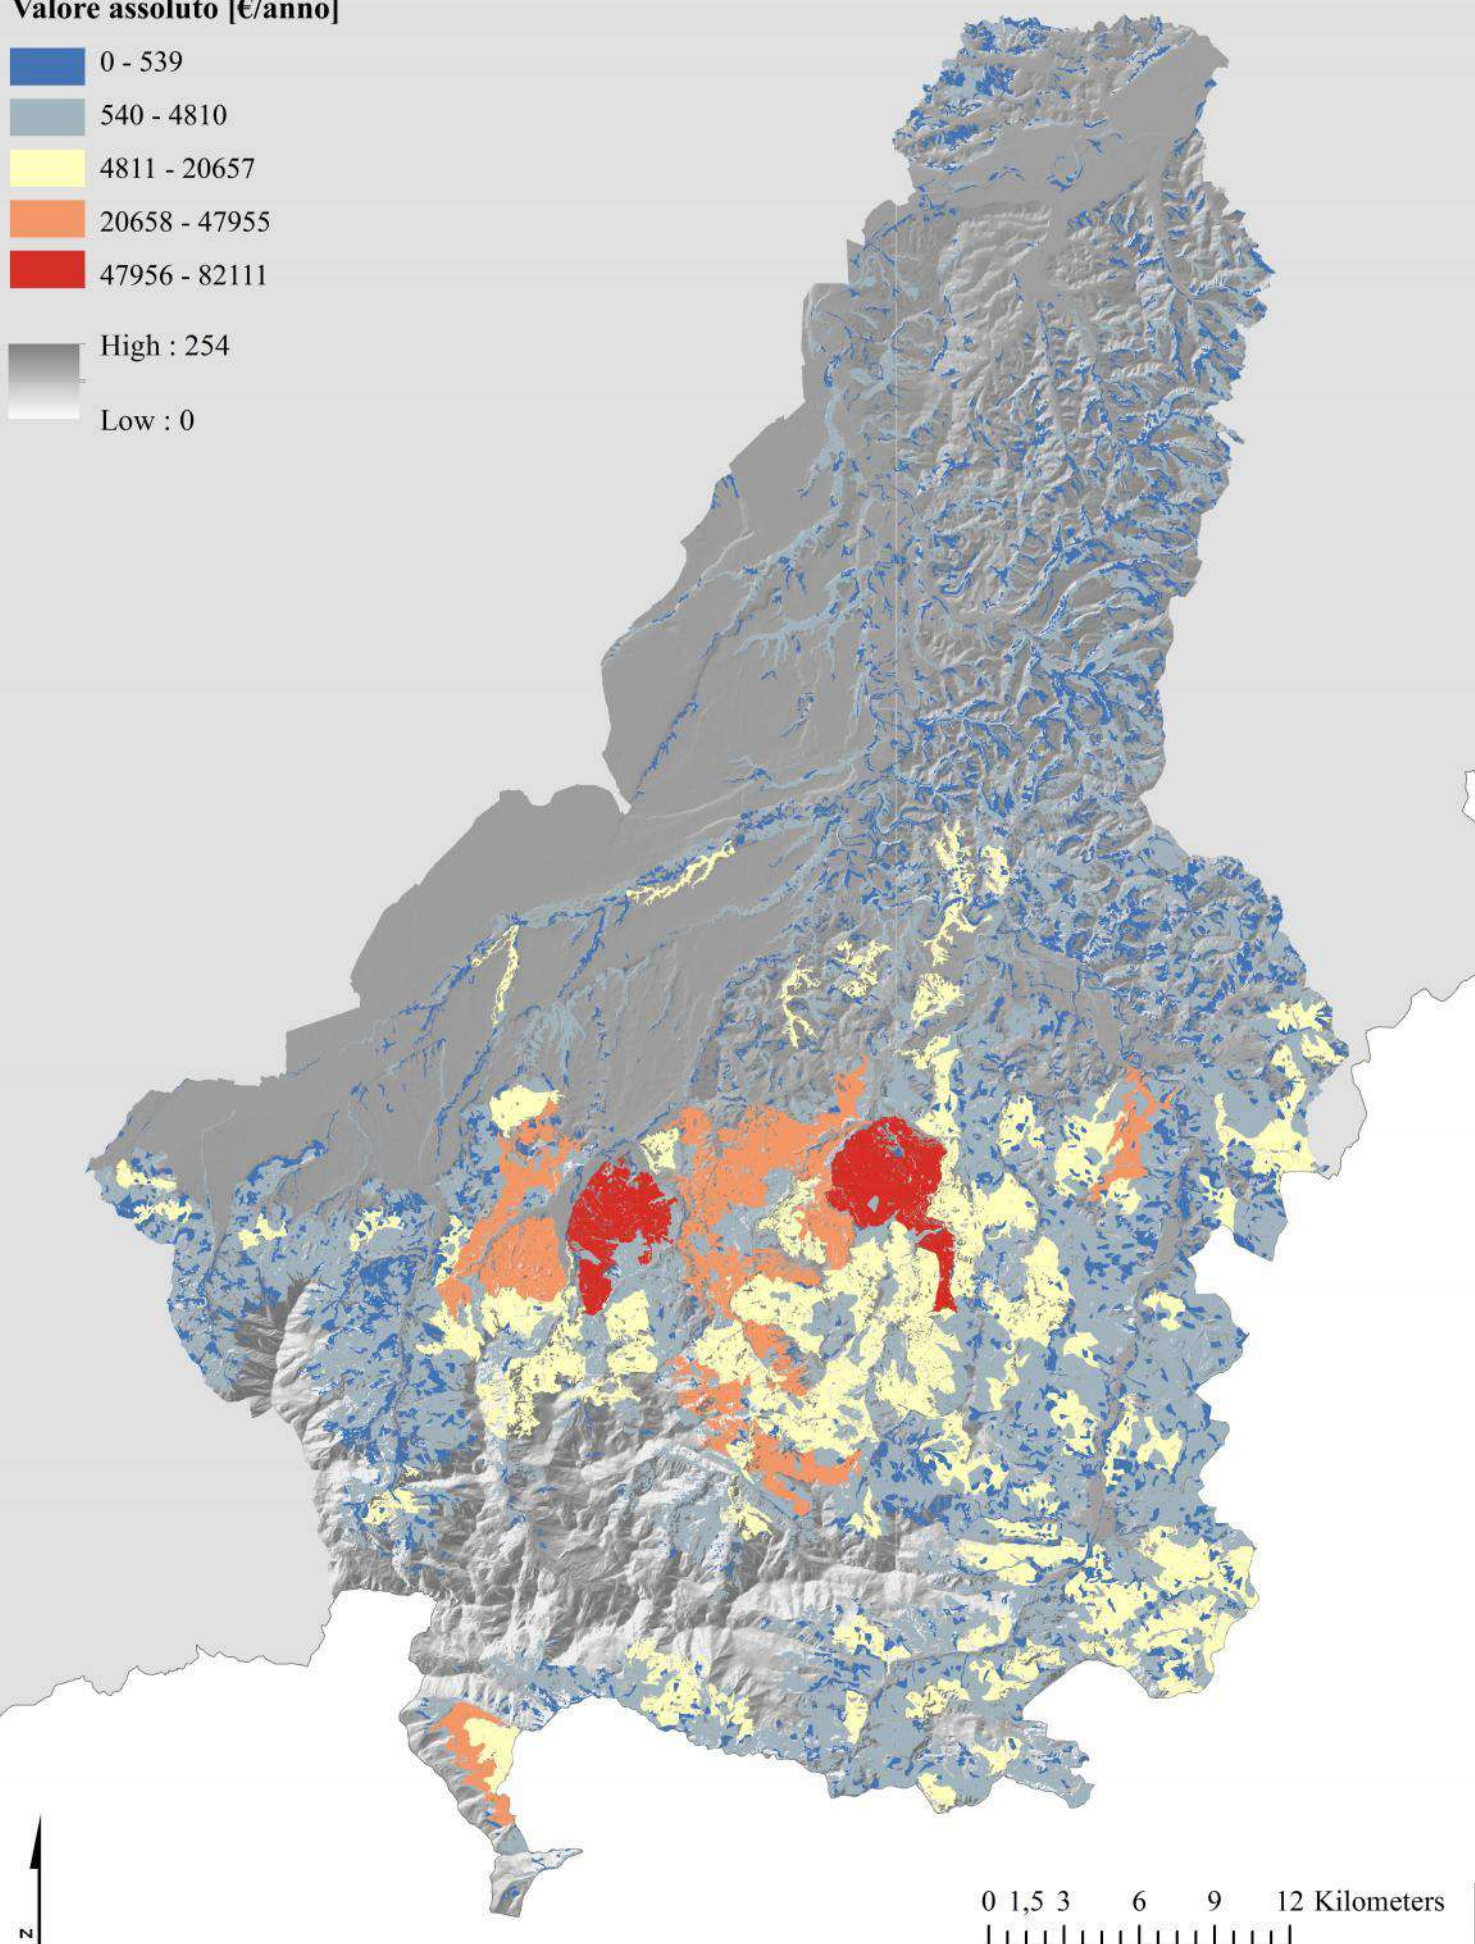 Valore assoluto [€/anno]
0 - 539
540 - 4810
4811 - 20657
20658 - 47955
47956 - 82111
High : 254
Low : 0
0 1,5 3 6 9 12 Kilometers
N